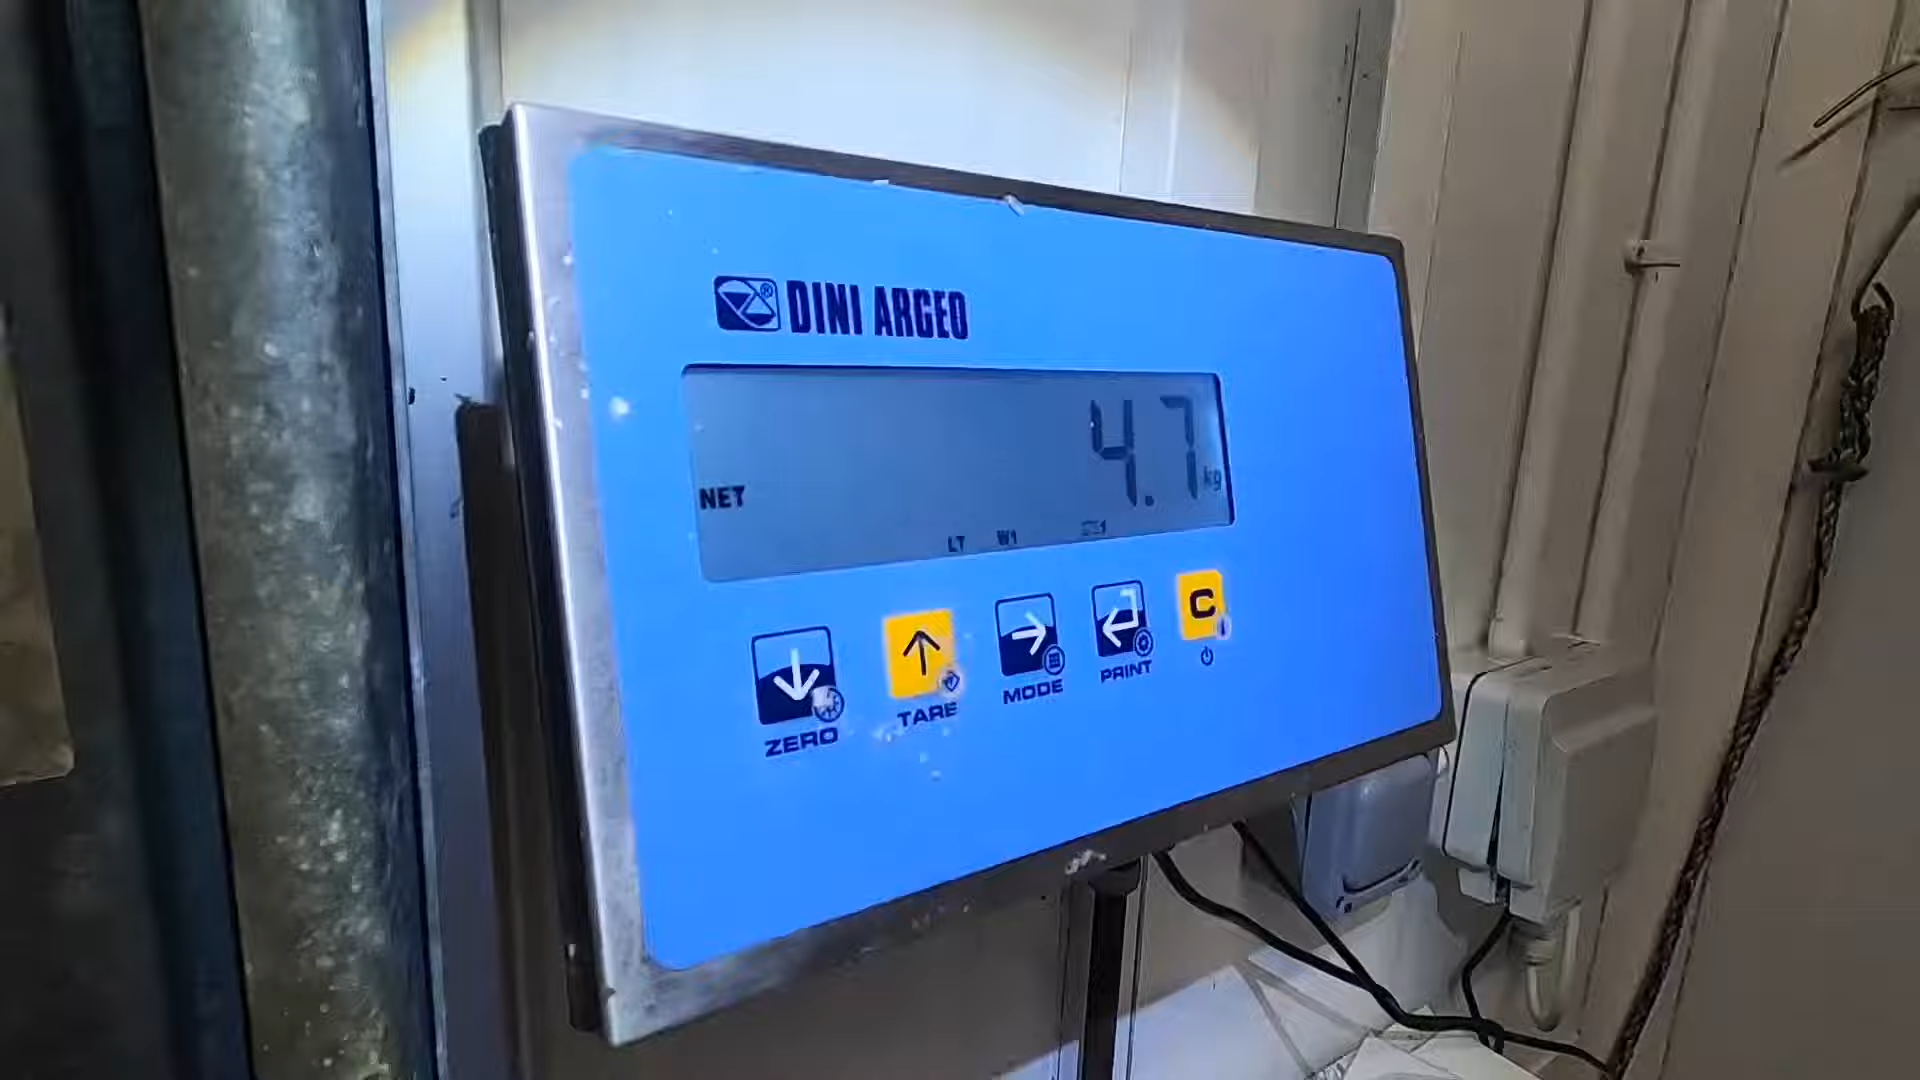 DINI ARGEO
4.7 kg
NET
LT W1
ZERO TARE MODE PRINT C